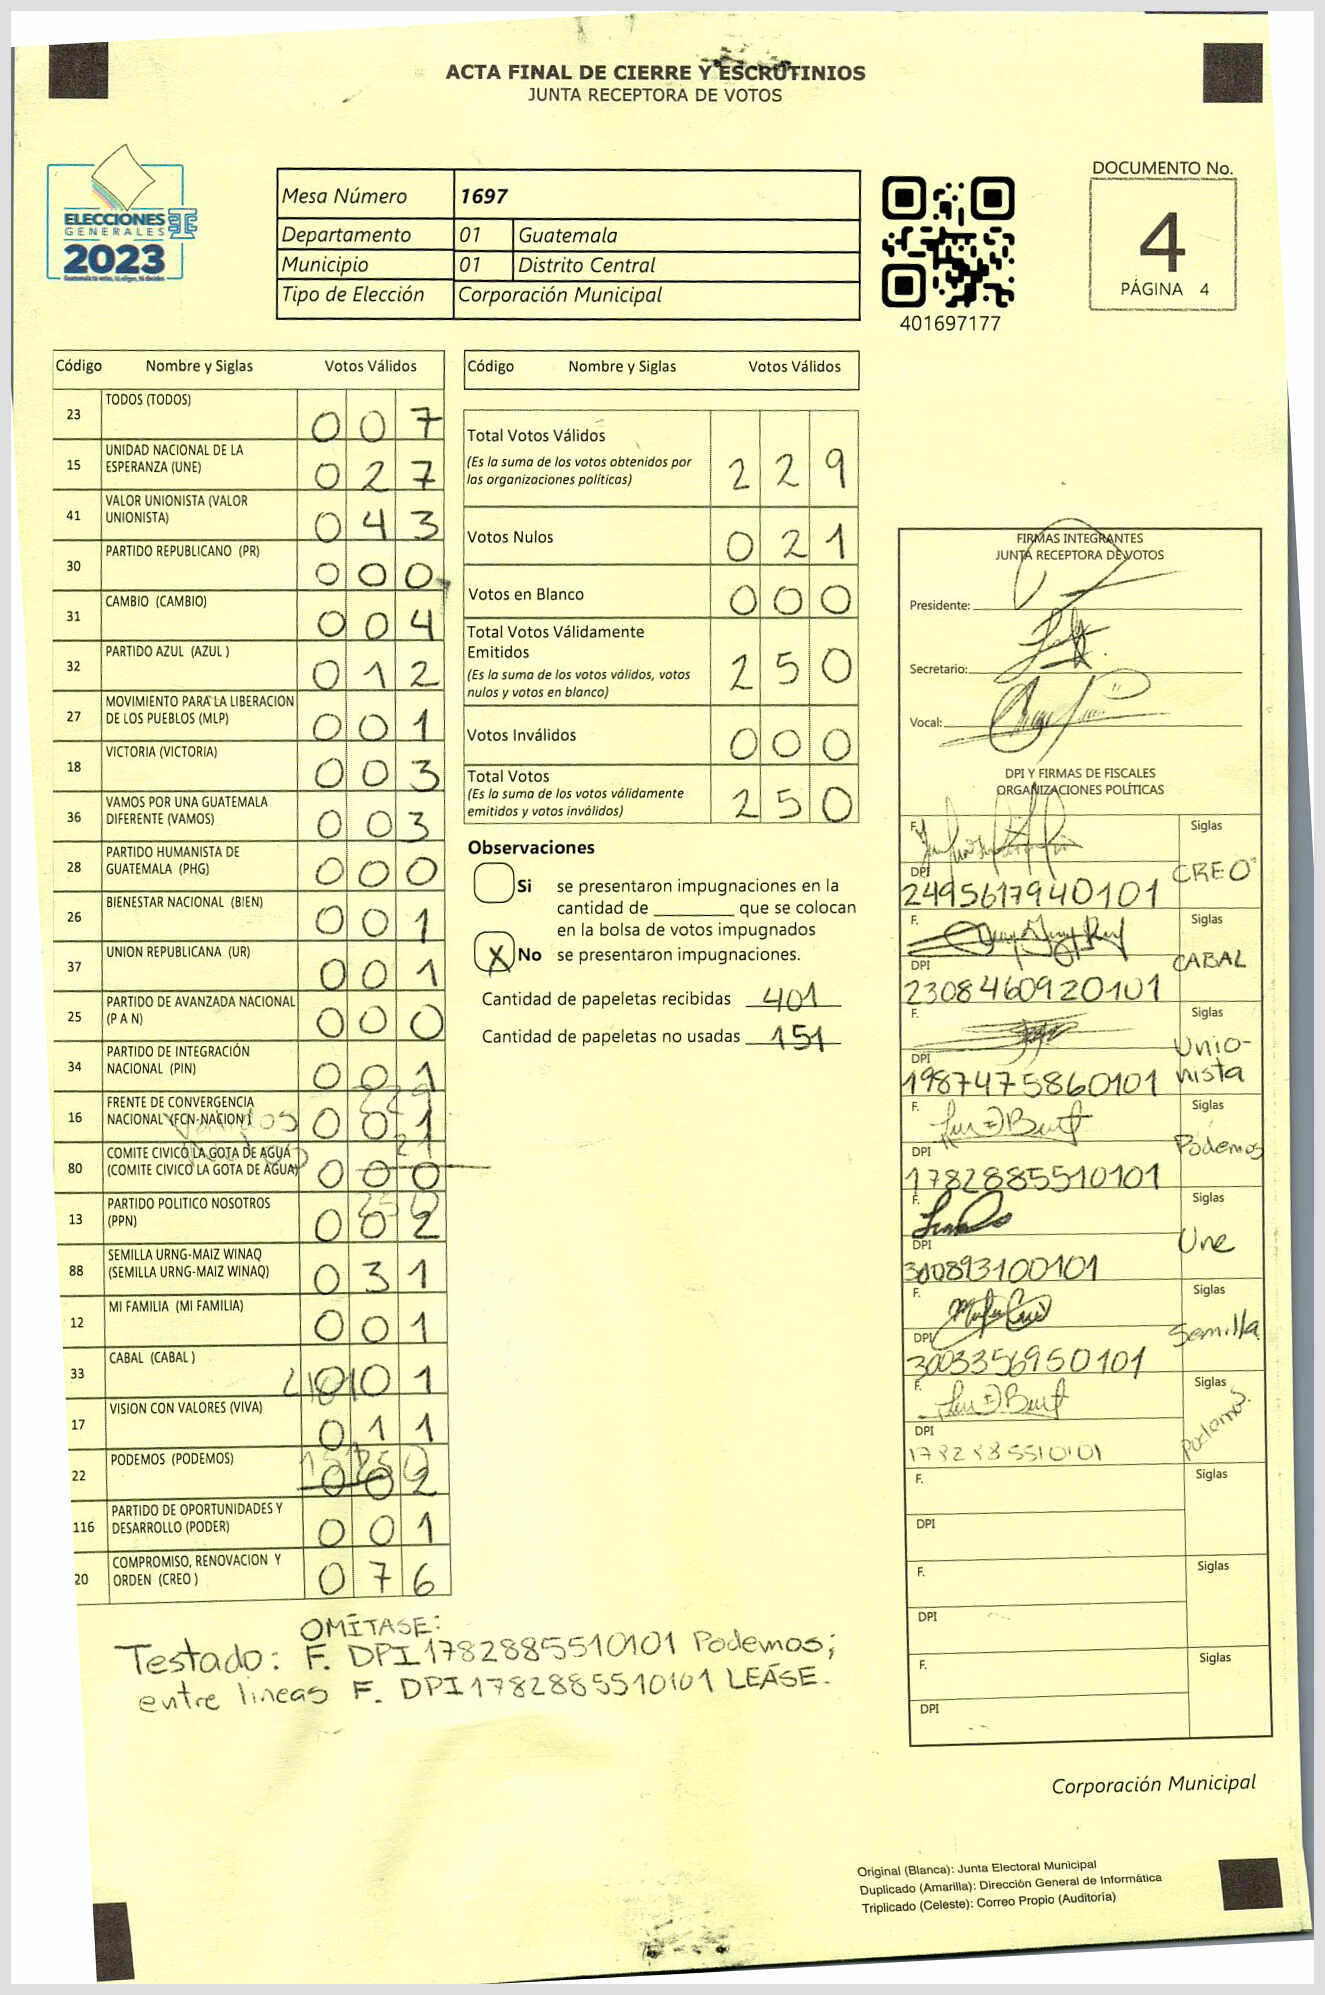 ACTA FINAL DE CIERRE Y ESCRUTINIOS
JUNTA RECEPTORA DE VOTOS
ELECCIONES
GENERALES
2023
Mesa Número 1697
Departamento 01 Guatemala
Municipio 01 Distrito Central
Tipo de Elección Corporación Municipal
401697177
DOCUMENTO No.
4
PÁGINA 4
Código Nombre y Siglas Votos Válidos
23 TODOS (TODOS) 0 0 7
15 UNIDAD NACIONAL DE LA
ESPERANZA (UNE) 0 2 7
41 VALOR UNIONISTA (VALOR
UNIONISTA) 0 4 3
30 PARTIDO REPUBLICANO (PR) 0 0 0
31 CAMBIO (CAMBIO) 0 0 4
32 PARTIDO AZUL (AZUL ) 0 1 2
27 MOVIMIENTO PARA LA LIBERACION
DE LOS PUEBLOS (MLP) 0 0 1
18 VICTORIA (VICTORIA) 0 0 3
36 VAMOS POR UNA GUATEMALA
DIFERENTE (VAMOS) 0 0 3
28 PARTIDO HUMANISTA DE
GUATEMALA (PHG) 0 0 0
26 BIENESTAR NACIONAL (BIEN) 0 0 1
37 UNION REPUBLICANA (UR) 0 0 1
25 PARTIDO DE AVANZADA NACIONAL
(P A N) 0 0 0
34 PARTIDO DE INTEGRACIÓN
NACIONAL (PIN) 0 0 1
16 FRENTE DE CONVERGENCIA
NACIONAL (FCN-NACION ) 0 0 1
80 COMITE CIVICO LA GOTA DE AGUA
(COMITE CIVICO LA GOTA DE AGUA) 0 0 0
13 PARTIDO POLITICO NOSOTROS
(PPN) 0 0 2
88 SEMILLA URNG-MAIZ WINAQ
(SEMILLA URNG-MAIZ WINAQ) 0 3 1
12 MI FAMILIA (MI FAMILIA) 0 0 1
33 CABAL (CABAL ) 0 0 1
17 VISION CON VALORES (VIVA) 0 1 1
22 PODEMOS (PODEMOS) 0 0 2
116 PARTIDO DE OPORTUNIDADES Y
DESARROLLO (PODER) 0 0 1
20 COMPROMISO, RENOVACION Y
ORDEN (CREO ) 0 7 6
Código Nombre y Siglas Votos Válidos
Total Votos Válidos
(Es la suma de los votos obtenidos por
las organizaciones políticas) 2 2 9
Votos Nulos 0 2 1
Votos en Blanco 0 0 0
Total Votos Válidamente
Emitidos
(Es la suma de los votos válidos, votos
nulos y votos en blanco) 2 5 0
Votos Inválidos 0 0 0
Total Votos
(Es la suma de los votos válidamente
emitidos y votos inválidos) 2 5 0
Observaciones
Si se presentaron impugnaciones en la
cantidad de ________ que se colocan
en la bolsa de votos impugnados
X No se presentaron impugnaciones.
Cantidad de papeletas recibidas 401
Cantidad de papeletas no usadas 151
FIRMAS INTEGRANTES
JUNTA RECEPTORA DE VOTOS
Presidente:
Secretario:
Vocal:
DPI Y FIRMAS DE FISCALES
ORGANIZACIONES POLÍTICAS
F. Siglas
DPI CREO
2495617940101
F. Siglas
DPI CABAL
2308460920101
F. Siglas
DPI Unio-
1987475860101 nista
F. Siglas
DPI Podemos
1782885510101
F. Siglas
DPI Une
300893100101
F. Siglas
DPI Semilla
3003356950101
F. Siglas
DPI Podemos
1782885510101
F. Siglas
DPI
F. Siglas
DPI
F. Siglas
DPI
OMÍTASE:
Testado: F. DPI 1782885510101 Podemos;
entre lineas F. DPI 1782885510101 LEÁSE.
Corporación Municipal
Original (Blanca): Junta Electoral Municipal
Duplicado (Amarilla): Dirección General de Informática
Triplicado (Celeste): Correo Propio (Auditoría)